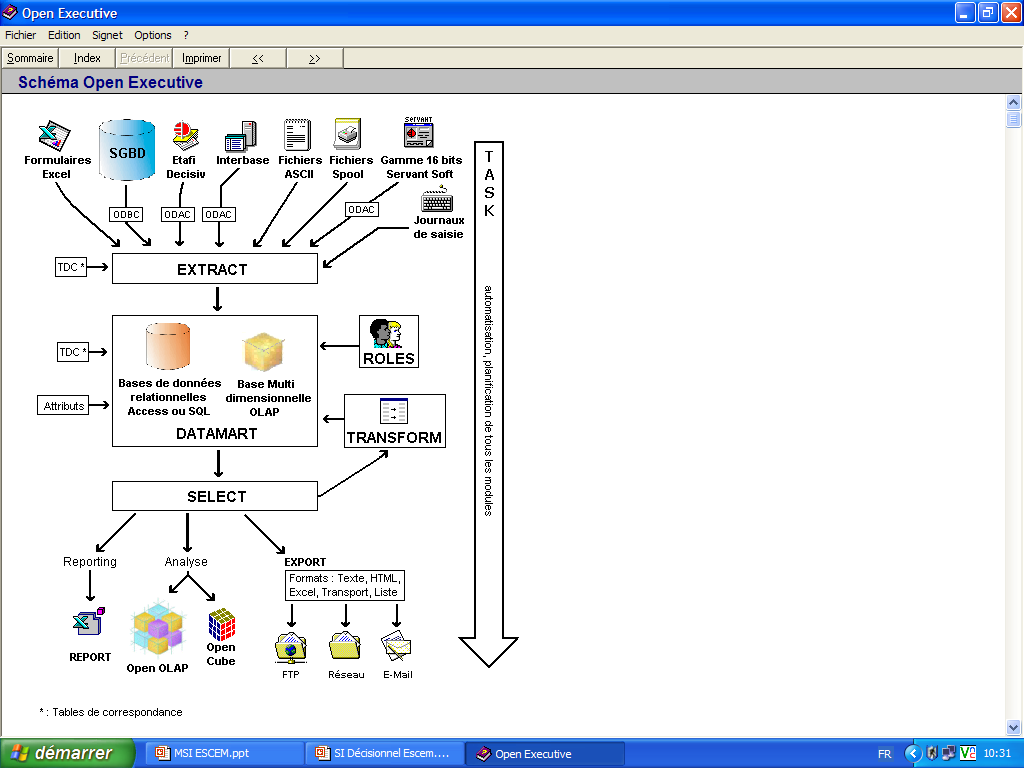 Open Executive
Fichier Edition Signet Options ?
Sommaire Index Précédent Imprimer << >>
Schéma Open Executive
Formulaires
Excel
SGBD
Etafi
Decisiv
Interbase
Fichiers
ASCII
Fichiers
Spool
SERVANT
Gamme 16 bits
Servant Soft
Journaux
de saisie
ODBC
ODAC
ODAC
ODAC
TDC *
EXTRACT
TDC *
Attributs
Bases de données
relationnelles
Access ou SQL
Base Multi
dimensionnelle
OLAP
DATAMART
ROLES
TRANSFORM
SELECT
Reporting
Analyse
EXPORT
Formats : Texte, HTML,
Excel, Transport, Liste
REPORT
Open OLAP
Open
Cube
FTP
Réseau
E-Mail
TASK
automatisation, planification de tous les modules
* : Tables de correspondance
démarrer
MSI ESCEM.ppt
SI Décisionnel Escem....
Open Executive
FR
10:31